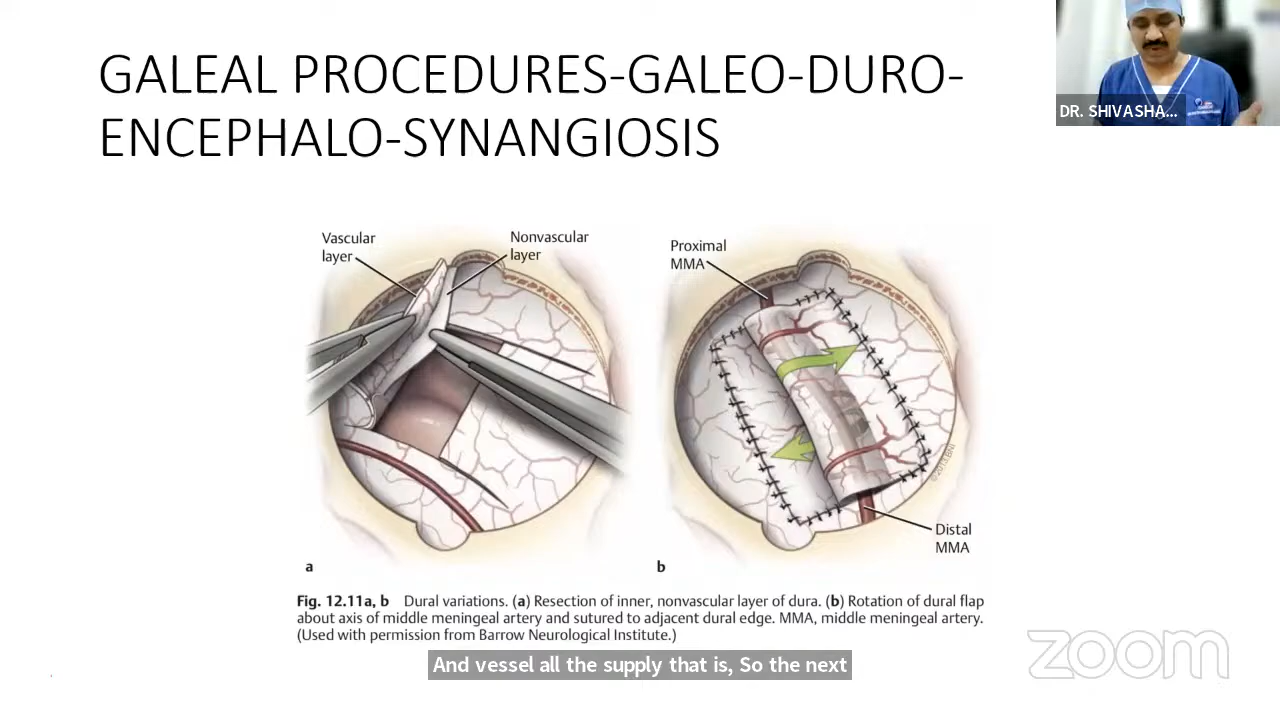 GALEAL PROCEDURES-GALEO-DURO-
ENCEPHALO-SYNANGIOSIS
DR. SHIVASHA...
Vascular
layer
Nonvascular
layer
Proximal
MMA
Distal
MMA
©2013 BNI
a
b
Fig. 12.11a, b Dural variations. (a) Resection of inner, nonvascular layer of dura. (b) Rotation of dural flap
about axis of middle meningeal artery and sutured to adjacent dural edge. MMA, middle meningeal artery.
(Used with permission from Barrow Neurological Institute.)
And vessel all the supply that is, So the next
zoom